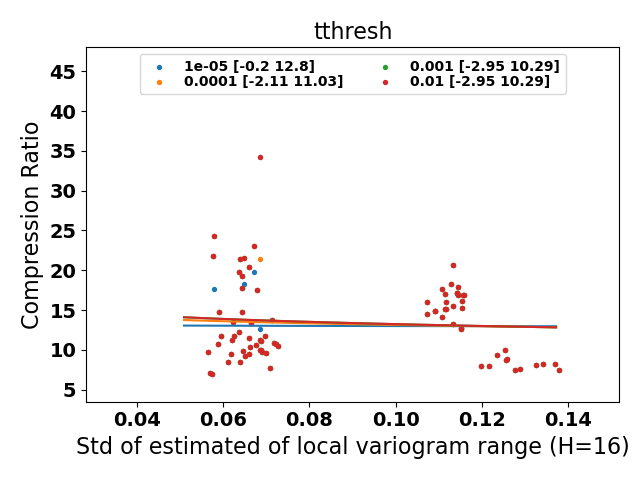 tthresh
1e-05 [-0.2 12.8]
0.0001 [-2.11 11.03]
0.001 [-2.95 10.29]
0.01 [-2.95 10.29]
45
40
35
30
25
20
15
10
5
Compression Ratio
0.04 0.06 0.08 0.10 0.12 0.14
Std of estimated of local variogram range (H=16)